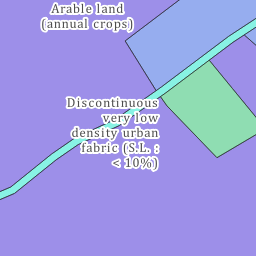 Arable land
(annual crops)
Discontinuous
very low
density urban
fabric (S.L. :
< 10%)